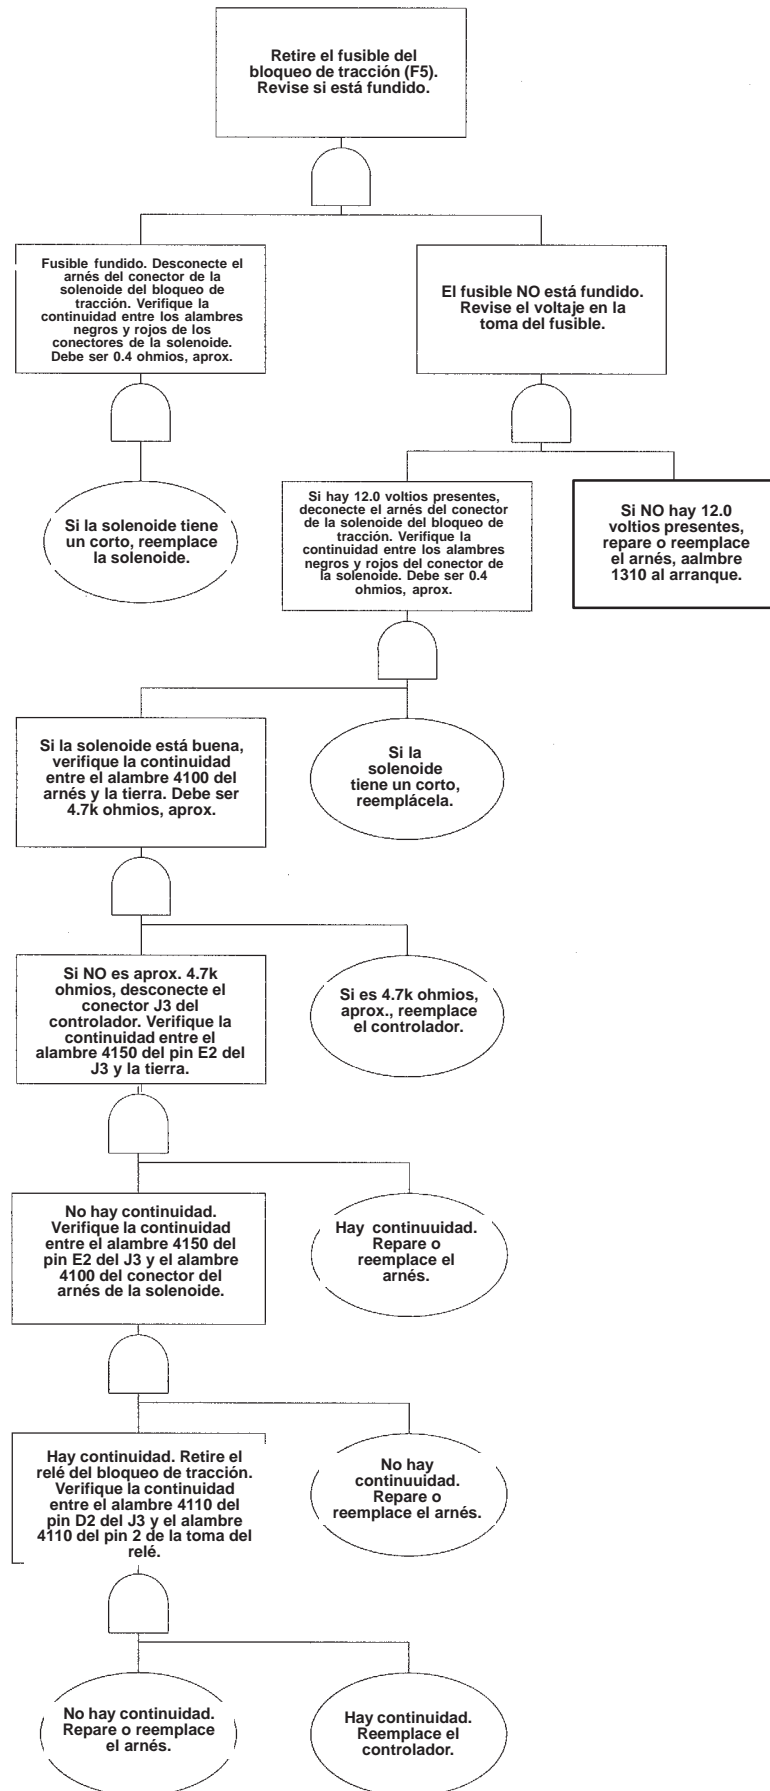 Retire el fusible del
bloqueo de tracción (F5).
Revise si está fundido.
Fusible fundido. Desconecte el
arnés del conector de la
solenoide del bloqueo de
tracción. Verifique la
continuidad entre los alambres
negros y rojos de los
conectores de la solenoide.
Debe ser 0.4 ohmios, aprox.
El fusible NO está fundido.
Revise el voltaje en la
toma del fusible.
Si la solenoide tiene
un corto, reemplace
la solenoide.
Si hay 12.0 voltios presentes,
deconecte el arnés del conector
de la solenoide del bloqueo de
tracción. Verifique la
continuidad entre los alambres
negros y rojos del conector de
la solenoide. Debe ser 0.4
ohmios, aprox.
Si NO hay 12.0
voltios presentes,
repare o reemplace
el arnés, aalmbre
1310 al arranque.
Si la solenoide está buena,
verifique la continuidad
entre el alambre 4100 del
arnés y la tierra. Debe ser
4.7k ohmios, aprox.
Si la
solenoide
tiene un corto,
reemplácela.
Si NO es aprox. 4.7k
ohmios, desconecte el
conector J3 del
controlador. Verifique la
continuidad entre el
alambre 4150 del pin E2 del
J3 y la tierra.
Si es 4.7k ohmios,
aprox., reemplace
el controlador.
No hay continuidad.
Verifique la continuidad
entre el alambre 4150 del
pin E2 del J3 y el alambre
4100 del conector del
arnés de la solenoide.
Hay continuuidad.
Repare o
reemplace el
arnés.
Hay continuidad. Retire el
relé del bloqueo de tracción.
Verifique la continuidad
entre el alambre 4110 del
pin D2 del J3 y el alambre
4110 del pin 2 de la toma del
relé.
No hay
continuuidad.
Repare o
reemplace el arnés.
No hay continuidad.
Repare o reemplace
el arnés.
Hay continuidad.
Reemplace el
controlador.